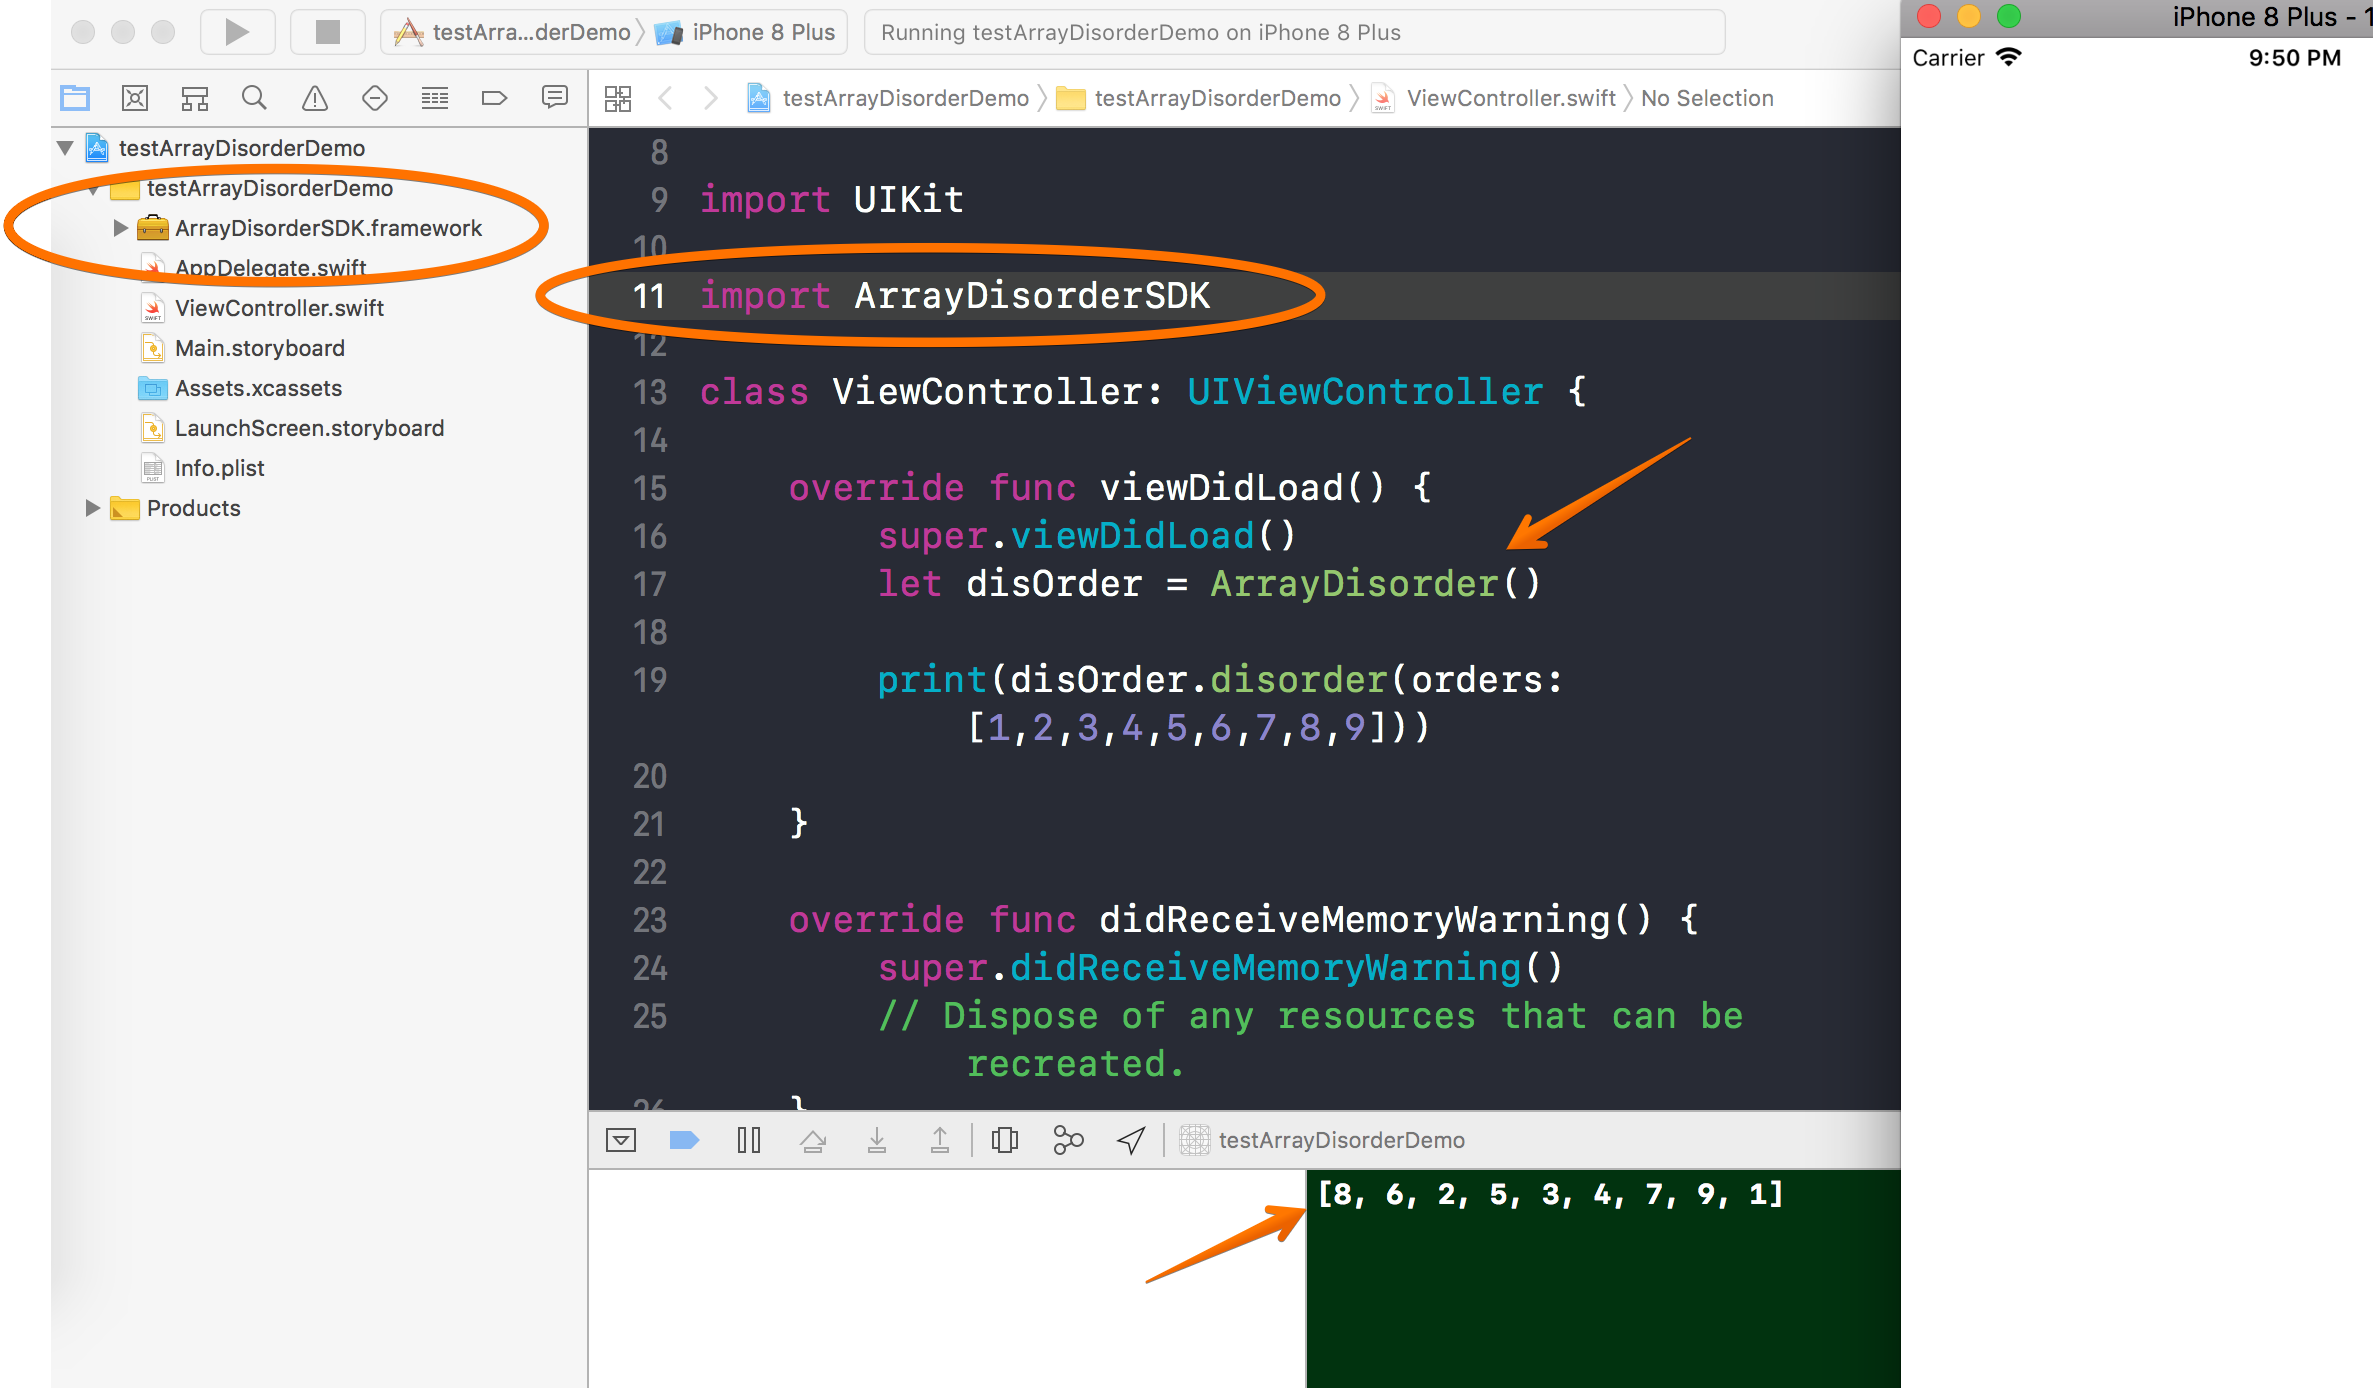 testArra...derDemo
iPhone 8 Plus
Running testArrayDisorderDemo on iPhone 8 Plus
iPhone 8 Plus - 1
Carrier
9:50 PM
testArrayDisorderDemo
testArrayDisorderDemo
ViewController.swift
No Selection
testArrayDisorderDemo
testArrayDisorderDemo
ArrayDisorderSDK.framework
AppDelegate.swift
ViewController.swift
Main.storyboard
Assets.xcassets
LaunchScreen.storyboard
Info.plist
Products
8
9 import UIKit
10
11 import ArrayDisorderSDK
12
13 class ViewController: UIViewController {
14
15 override func viewDidLoad() {
16 super.viewDidLoad()
17 let disOrder = ArrayDisorder()
18
19 print(disOrder.disorder(orders:
[1,2,3,4,5,6,7,8,9]))
20
21 }
22
23 override func didReceiveMemoryWarning() {
24 super.didReceiveMemoryWarning()
25 // Dispose of any resources that can be
recreated.
26 }
testArrayDisorderDemo
[8, 6, 2, 5, 3, 4, 7, 9, 1]